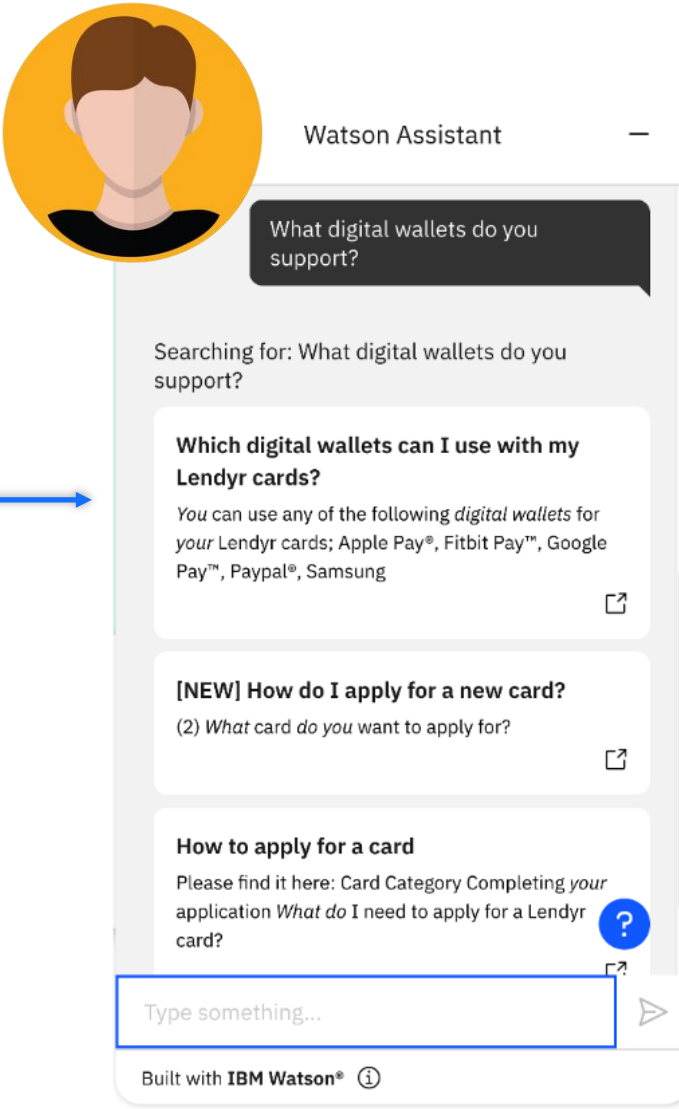 Watson Assistant
What digital wallets do you
support?
Searching for: What digital wallets do you
support?
Which digital wallets can I use with my
Lendyr cards?
You can use any of the following digital wallets for
your Lendyr cards; Apple Pay®, Fitbit Pay™, Google
Pay™, Paypal®, Samsung
[NEW] How do I apply for a new card?
(2) What card do you want to apply for?
How to apply for a card
Please find it here: Card Category Completing your
application What do I need to apply for a Lendyr
card?
?
Type something...
Built with IBM Watson®